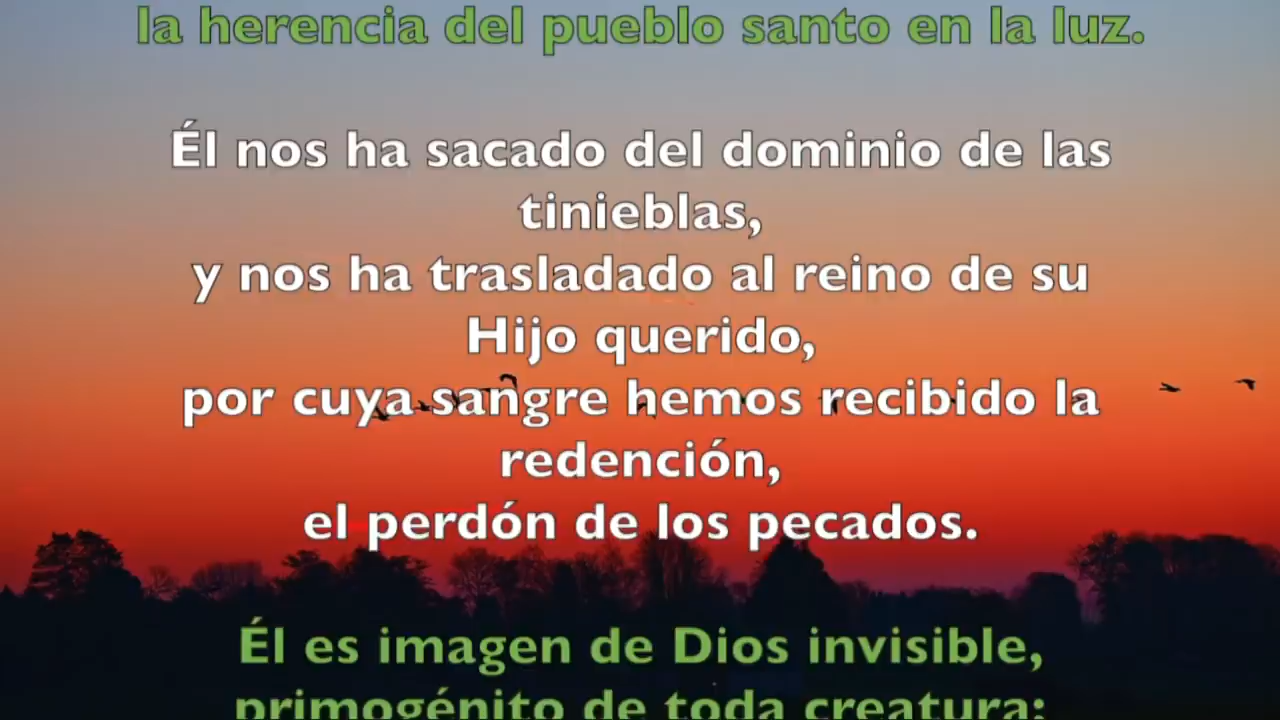 la herencia del pueblo santo en la luz.
Él nos ha sacado del dominio de las
tinieblas,
y nos ha trasladado al reino de su
Hijo querido,
por cuya sangre hemos recibido la
redención,
el perdón de los pecados.
Él es imagen de Dios invisible,
primogénito de toda creatura;